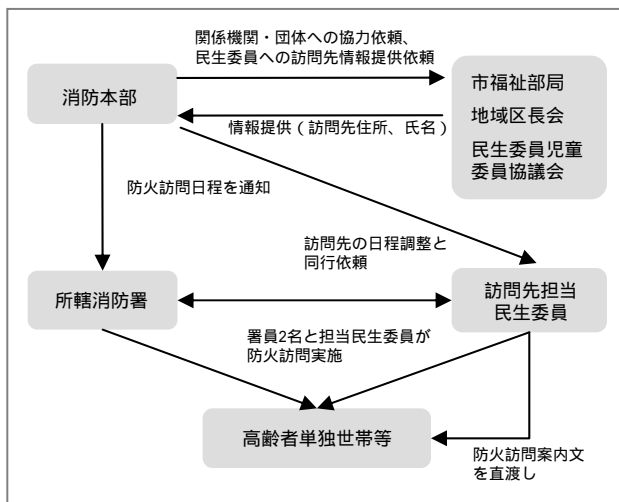 関係機関・団体への協力依頼、
民生委員への訪問先情報提供依頼
消防本部
市福祉部局
地域区長会
民生委員児童
委員協議会
情報提供（訪問先住所、氏名）
防火訪問日程を通知
訪問先の日程調整と
同行依頼
所轄消防署
訪問先担当
民生委員
署員2名と担当民生委員が
防火訪問実施
高齢者単独世帯等
防火訪問案内文
を直渡し